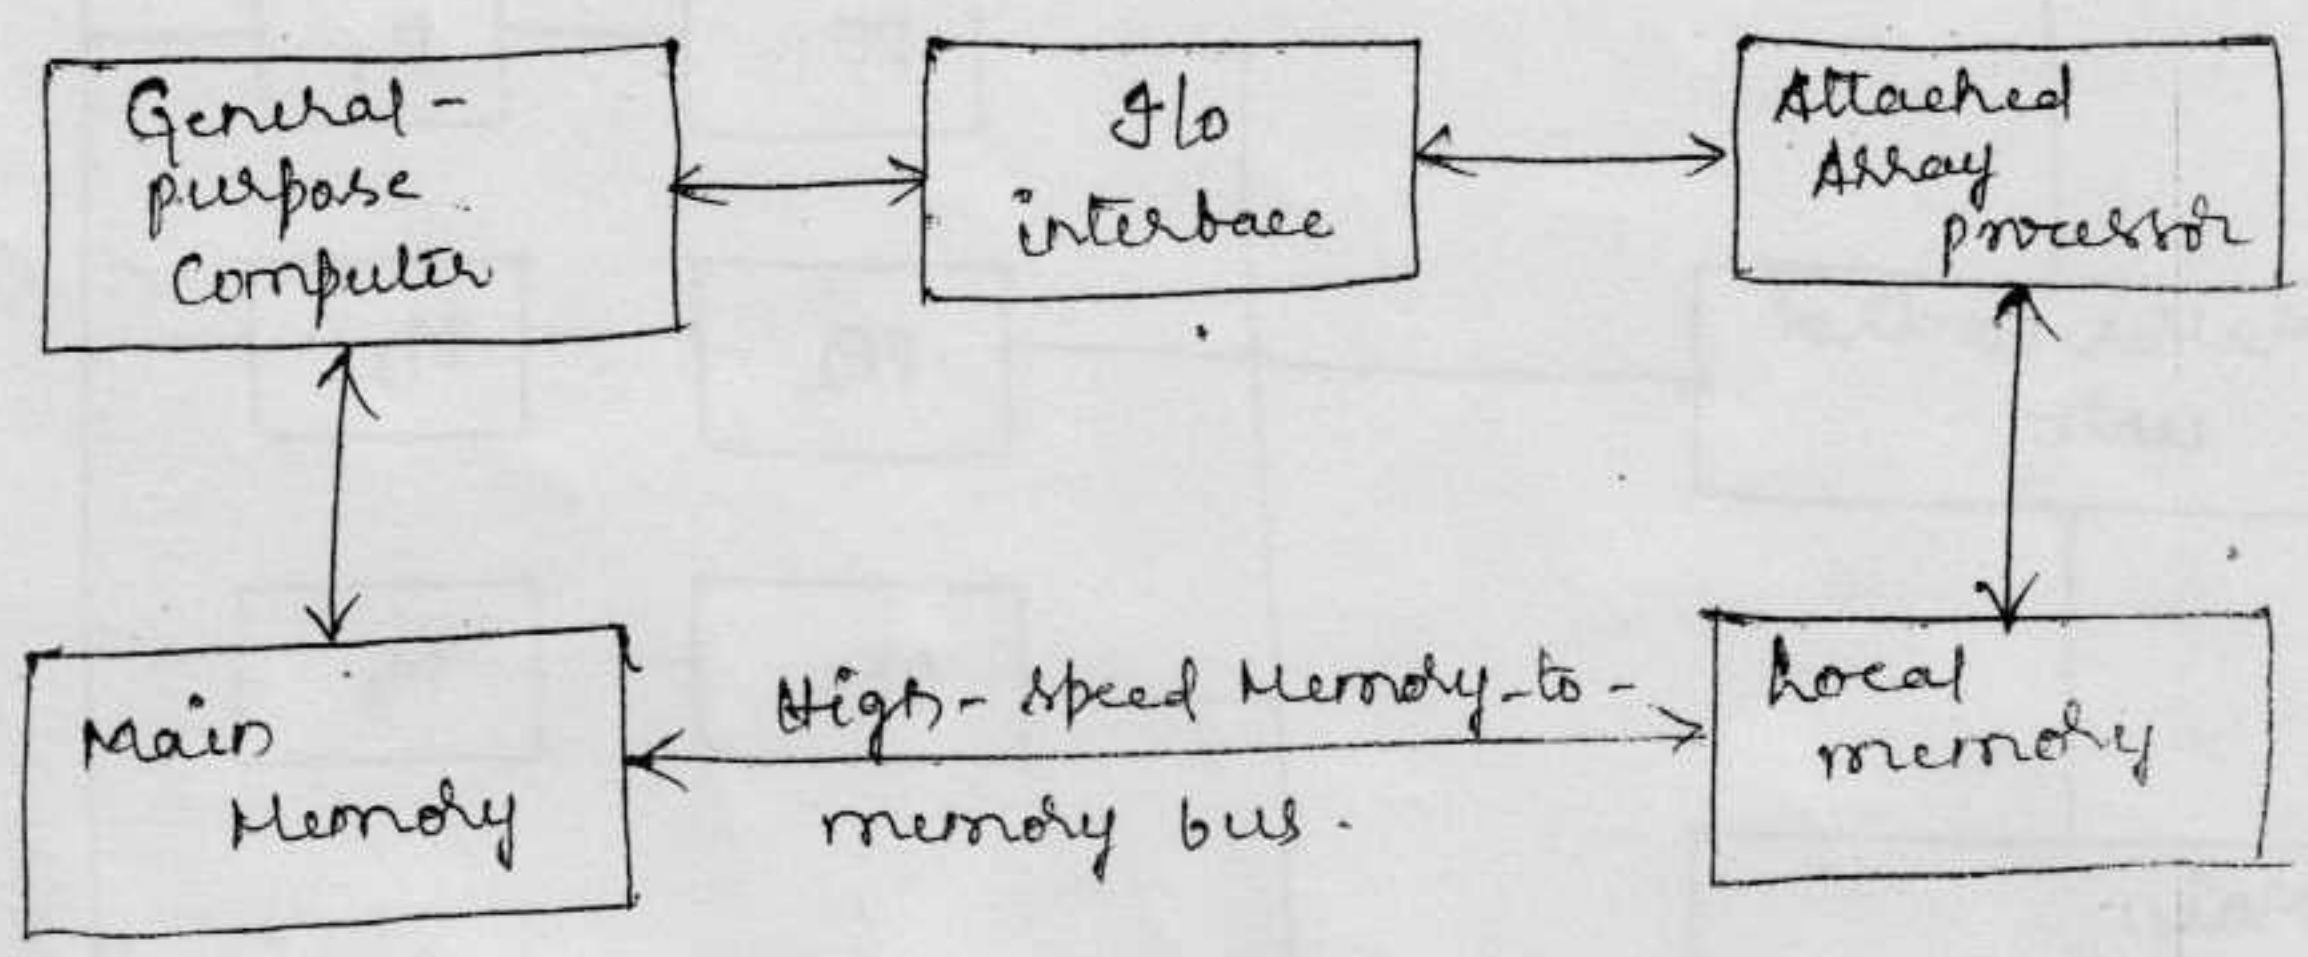 General-
purpose
Computer
I/o
interface
Attached
Array
processor
Main
Memory
High-speed Memory-to-
memory bus.
Local
memory